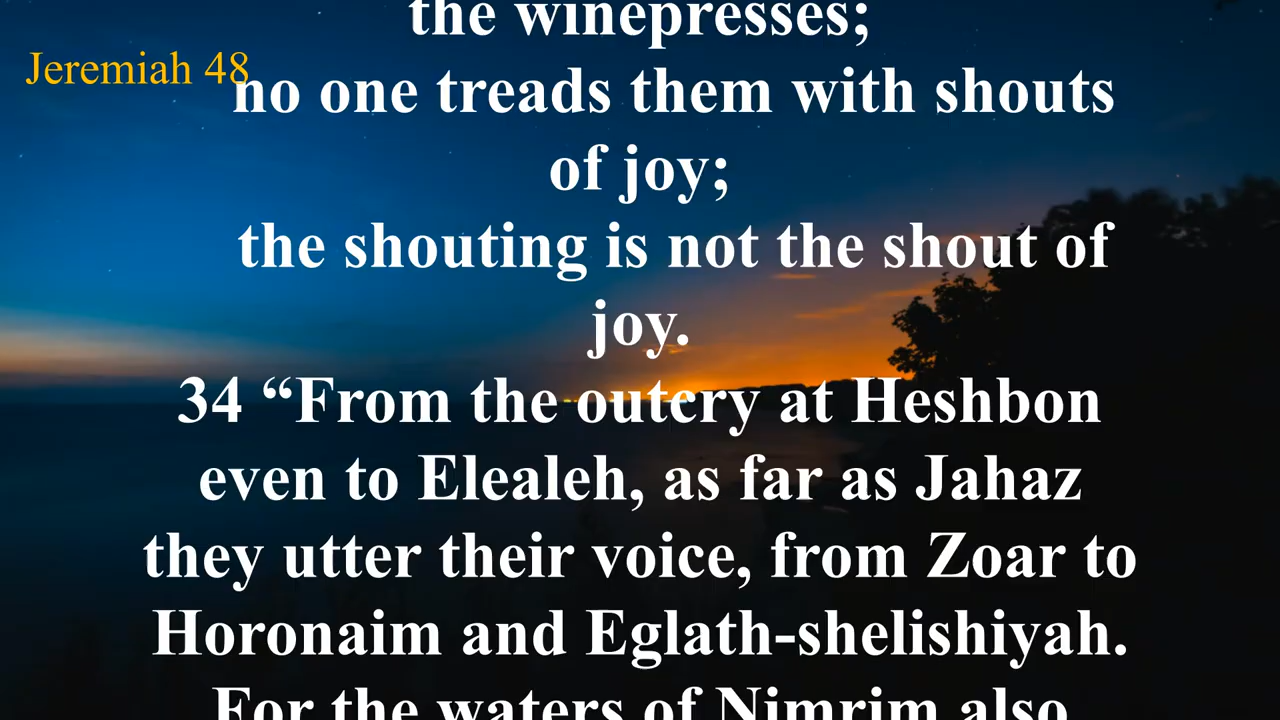 the winepresses;
Jeremiah 48
no one treads them with shouts
of joy;
the shouting is not the shout of
joy.
34 “From the outcry at Heshbon
even to Elealeh, as far as Jahaz
they utter their voice, from Zoar to
Horonaim and Eglath-shelishiyah.
For the waters of Nimrim also